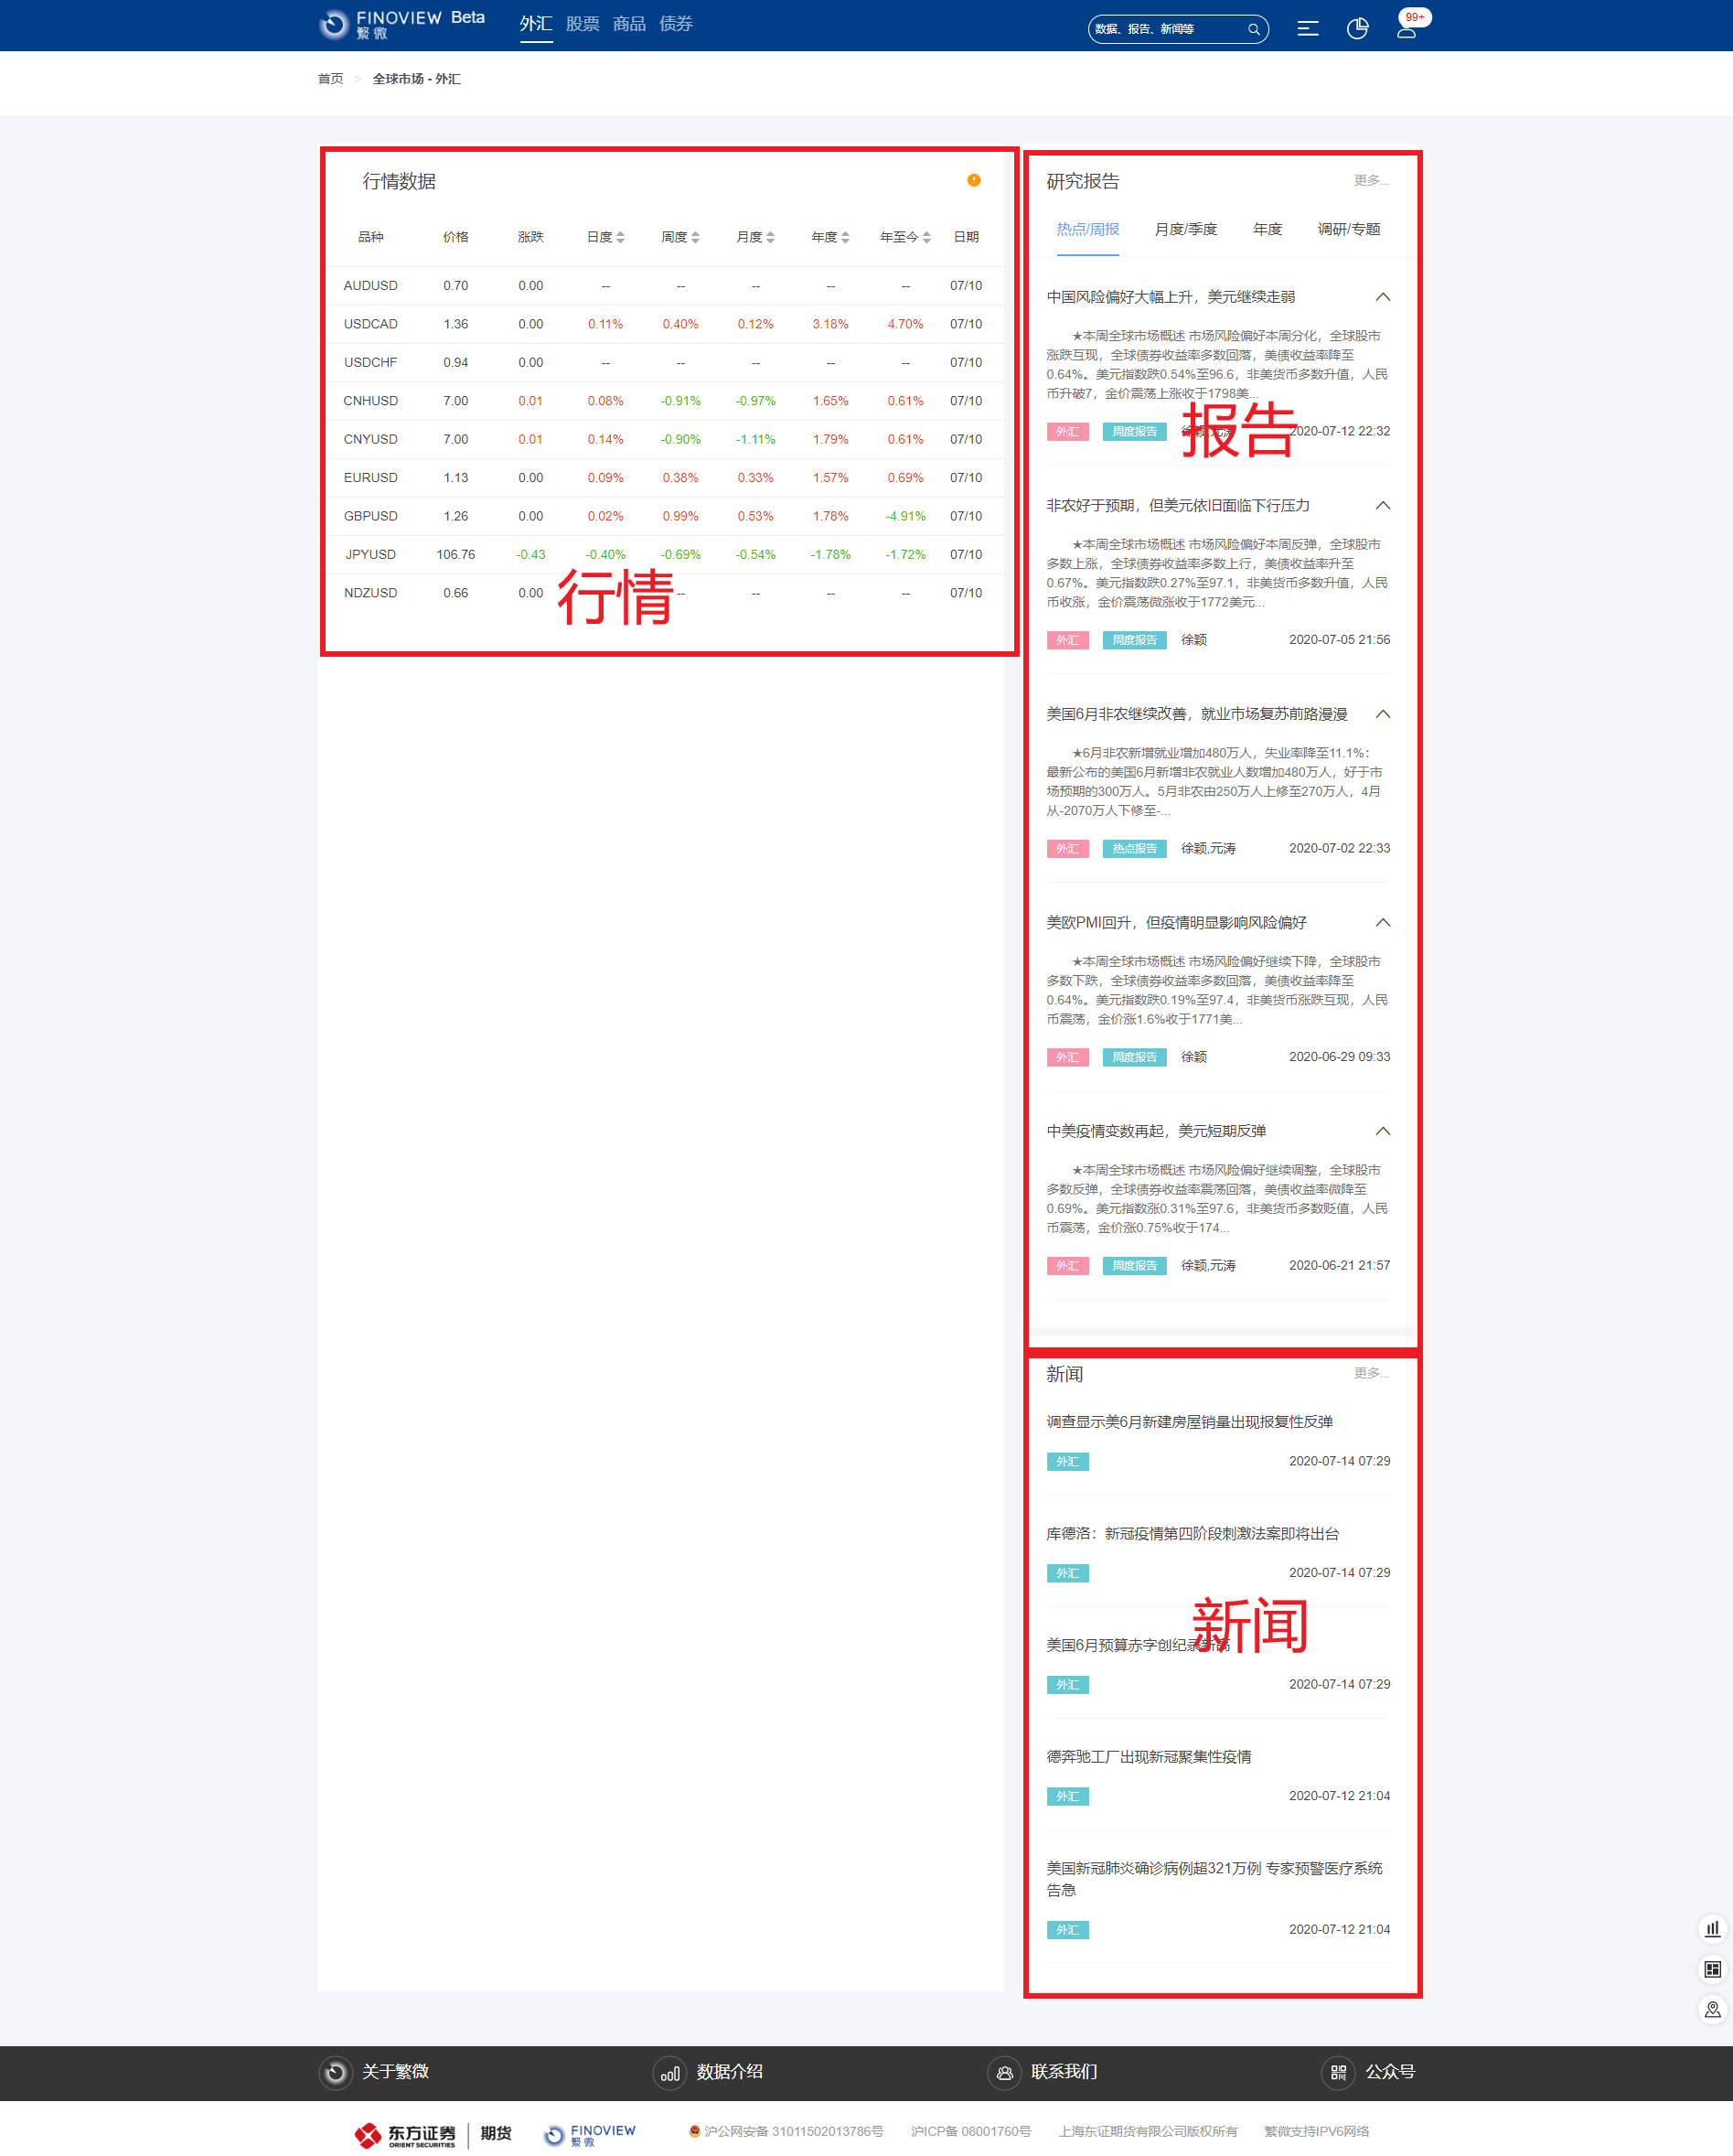 FINOVIEW Beta
繁微
外汇 股票 商品 债券
数据、报告、新闻等
99+
首页 > 全球市场 - 外汇
行情数据
品种 价格 涨跌 日度 周度 月度 年度 年至今 日期
AUDUSD 0.70 0.00 -- -- -- -- -- 07/10
USDCAD 1.36 0.00 0.11% 0.40% 0.12% 3.18% 4.70% 07/10
USDCHF 0.94 0.00 -- -- -- -- -- 07/10
CNHUSD 7.00 0.01 0.08% -0.91% -0.97% 1.65% 0.61% 07/10
CNYUSD 7.00 0.01 0.14% -0.90% -1.11% 1.79% 0.61% 07/10
EURUSD 1.13 0.00 0.09% 0.38% 0.33% 1.57% 0.69% 07/10
GBPUSD 1.26 0.00 0.02% 0.99% 0.53% 1.78% -4.91% 07/10
JPYUSD 106.76 -0.43 -0.40% -0.69% -0.54% -1.78% -1.72% 07/10
NDZUSD 0.66 0.00 -- -- -- -- 07/10
行情
研究报告 更多...
热点/周报 月度/季度 年度 调研/专题
中国风险偏好大幅上升，美元继续走弱
★本周全球市场概述 市场风险偏好本周分化，全球股市
涨跌互现，全球债券收益率多数回落，美债收益率降至
0.64%。美元指数跌0.54%至96.6，非美货币多数升值，人民
币升破7，金价震荡上涨收于1798美...
外汇 周度报告 徐颖,元涛 2020-07-12 22:32
报告
非农好于预期，但美元依旧面临下行压力
★本周全球市场概述 市场风险偏好本周反弹，全球股市
多数上涨，全球债券收益率多数上行，美债收益率升至
0.67%。美元指数跌0.27%至97.1，非美货币多数升值，人民
币收涨，金价震荡微涨收于1772美元...
外汇 周度报告 徐颖 2020-07-05 21:56
美国6月非农继续改善，就业市场复苏前路漫漫
★6月非农新增就业增加480万人，失业率降至11.1%：
最新公布的美国6月新增非农就业人数增加480万人，好于市
场预期的300万人。5月非农由250万人上修至270万人，4月
从-2070万人下修至-...
外汇 热点报告 徐颖,元涛 2020-07-02 22:33
美欧PMI回升，但疫情明显影响风险偏好
★本周全球市场概述 市场风险偏好继续下降，全球股市
多数下跌，全球债券收益率多数回落，美债收益率降至
0.64%。美元指数跌0.19%至97.4，非美货币涨跌互现，人民
币震荡，金价涨1.6%收于1771美...
外汇 周度报告 徐颖 2020-06-29 09:33
中美疫情变数再起，美元短期反弹
★本周全球市场概述 市场风险偏好继续调整，全球股市
多数反弹，全球债券收益率震荡回落，美债收益率微降至
0.69%。美元指数涨0.31%至97.6，非美货币多数贬值，人民
币震荡，金价涨0.75%收于174...
外汇 周度报告 徐颖,元涛 2020-06-21 21:57
新闻 更多...
调查显示美6月新建房屋销量出现报复性反弹
外汇 2020-07-14 07:29
库德洛：新冠疫情第四阶段刺激法案即将出台
外汇 2020-07-14 07:29
新闻
美国6月预算赤字创纪录新高
外汇 2020-07-14 07:29
德奔驰工厂出现新冠聚集性疫情
外汇 2020-07-12 21:04
美国新冠肺炎确诊病例超321万例 专家预警医疗系统
告急
外汇 2020-07-12 21:04
关于繁微 数据介绍 联系我们 公众号
东方证券 期货
ORIENT SECURITIES
FINOVIEW
繁微
沪公网安备 31011502013786号 沪ICP备 08001760号 上海东证期货有限公司版权所有 繁微支持IPV6网络